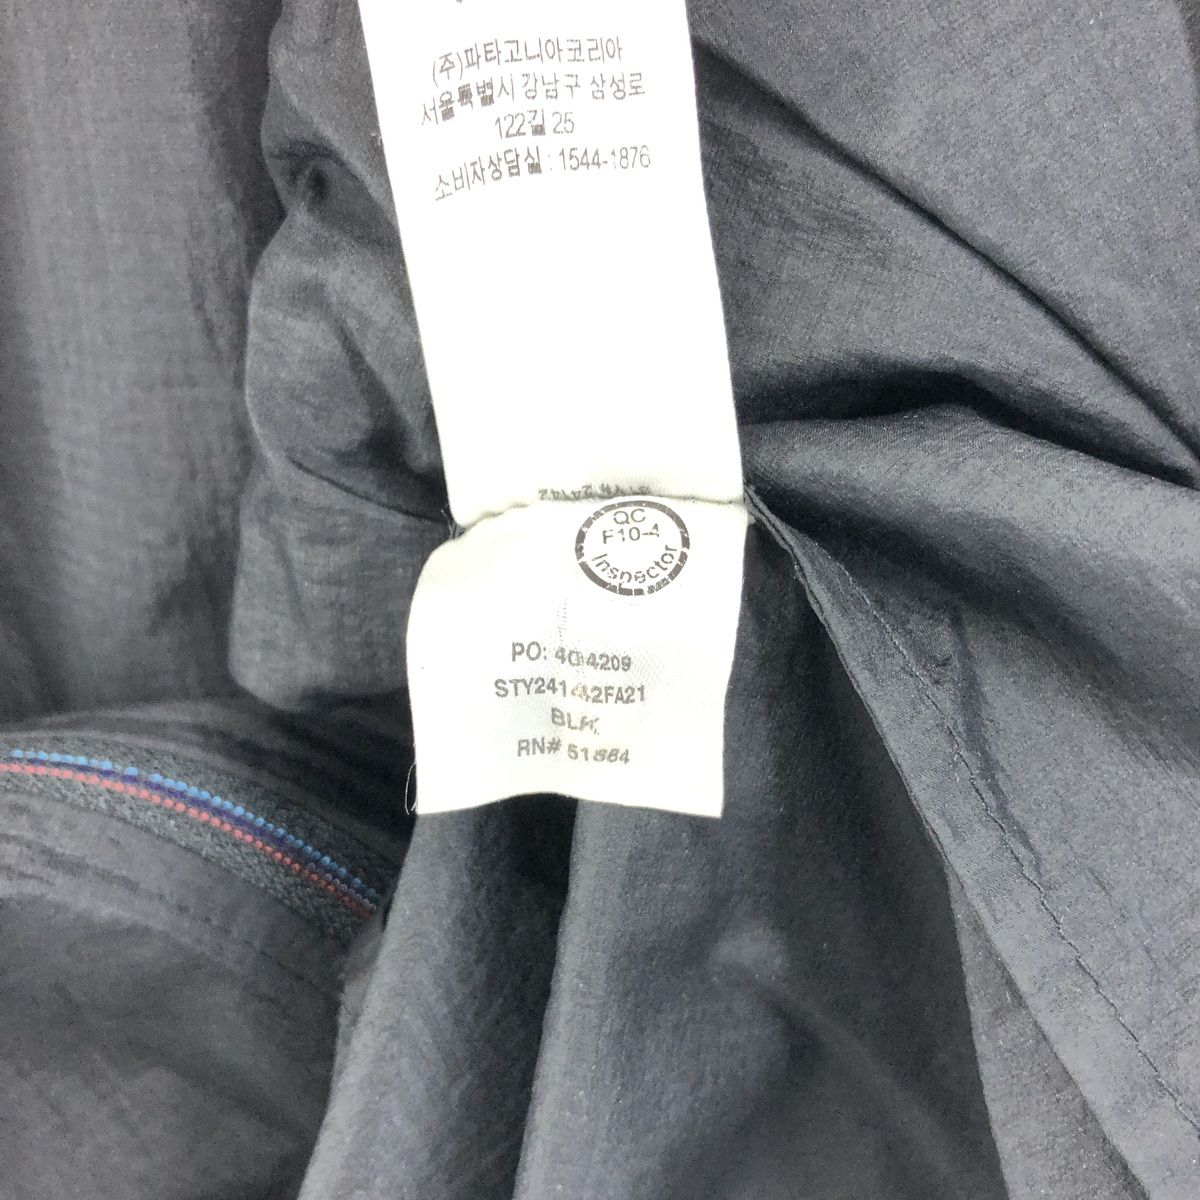 (주)파타고니아코리아
서울특별시 강남구 삼성로
122길 25
소비자상담실 : 1544-1876
24142
QC
F10-4
Inspector
PO:
STY24142FA21
BLK
RN# 51884